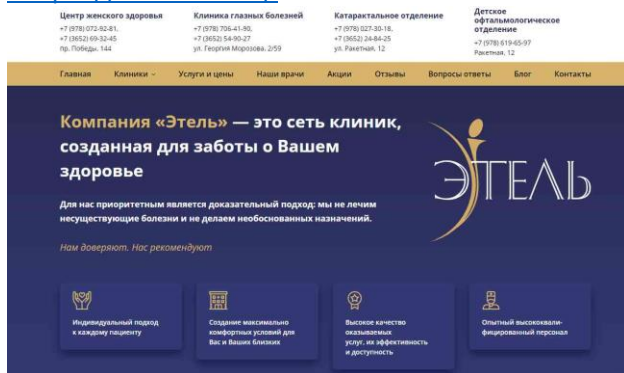 Центр женского здоровья
+7 (978) 072-92-81,
+7 (3652) 69-32-45
пр. Победы, 144
Клиника глазных болезней
+7 (978) 706-41-90,
+7 (3652) 54-90-27
ул. Георгия Морозова, 2/59
Катарактальное отделение
+7 (978) 027-30-18,
+7 (3652) 24-84-25
ул. Ракетная, 12
Детское
офтальмологическое
отделение
+7 (978) 619-65-97
Ракетная, 12
Главная Клиники Услуги и цены Наши врачи Акции Отзывы Вопросы ответы Блог Контакты
Компания «Этель» — это сеть клиник,
созданная для заботы о Вашем
здоровье
Для нас приоритетным является доказательный подход: мы не лечим
несуществующие болезни и не делаем необоснованных назначений.
Нам доверяют. Нас рекомендуют
ЭТЕЛЬ
Индивидуальный подход
к каждому пациенту
Создание максимально
комфортных условий для
Вас и Ваших близких
Высокое качество
оказываемых
услуг, их эффективность
и доступность
Опытный высококвали-
фицированный персонал